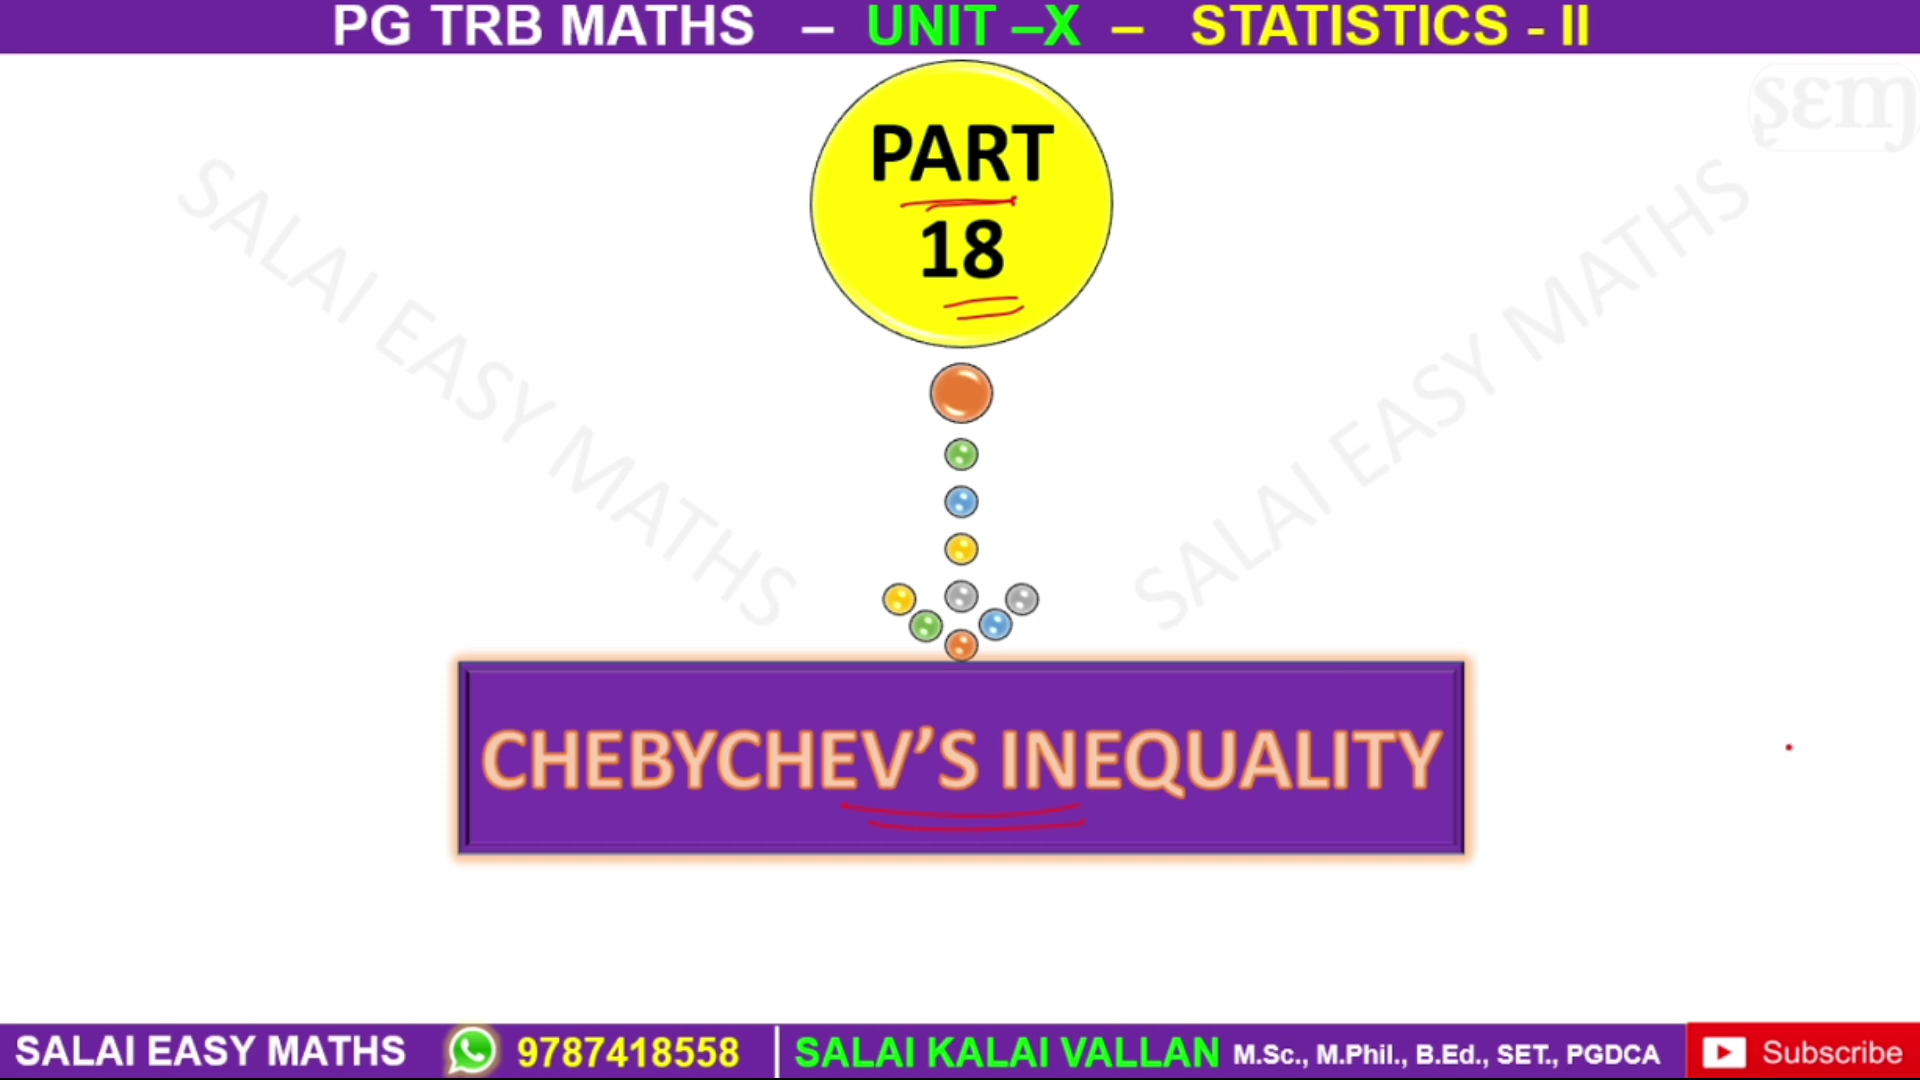 PG TRB MATHS – UNIT –X – STATISTICS - II
sem
PART
18
SALAI EASY MATHS
SALAI EASY MATHS
CHEBYCHEV’S INEQUALITY
SALAI EASY MATHS 9787418558 SALAI KALAI VALLAN M.Sc., M.Phil., B.Ed., SET., PGDCA Subscribe